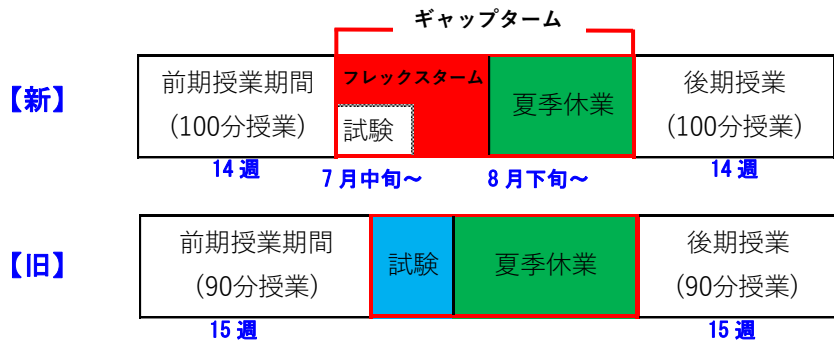 ギャップターム
【新】
前期授業期間
(100分授業)
フレックスターム
試験
夏季休業
後期授業
(100分授業)
14週
7月中旬～
8月下旬～
14週
【旧】
前期授業期間
(90分授業)
試験
夏季休業
後期授業
(90分授業)
15週
15週